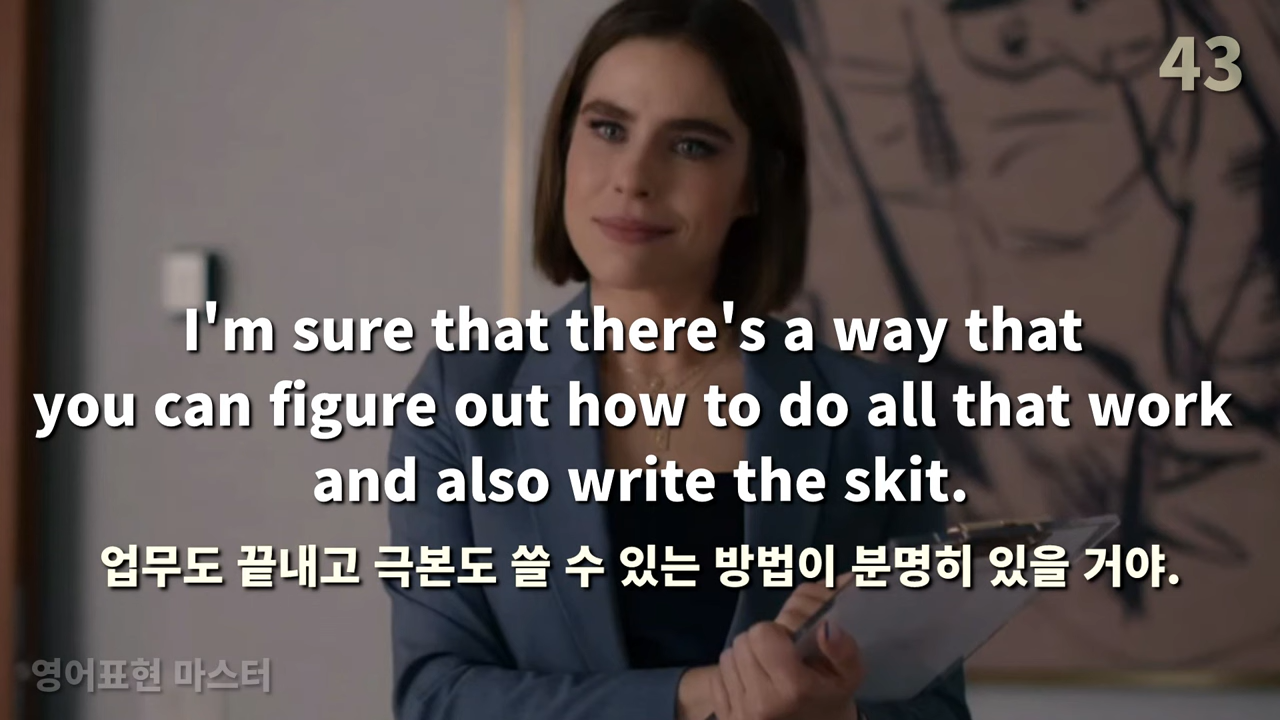 43
I'm sure that there's a way that
you can figure out how to do all that work
and also write the skit.
업무도 끝내고 극본도 쓸 수 있는 방법이 분명히 있을 거야.
영어표현 마스터